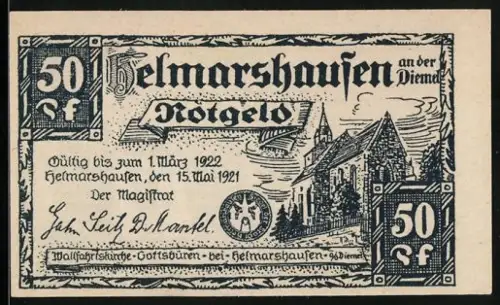 50
Pf
Helmarshausen
an der
Diemel
Notgeld
Gültig bis zum 1. März 1922
Helmarshausen, den 15. Mai 1921
Der Magistrat
50
Pf
Wallfahrtskirche - Gottsbüren - bei - Helmarshausen - a/d Diemel